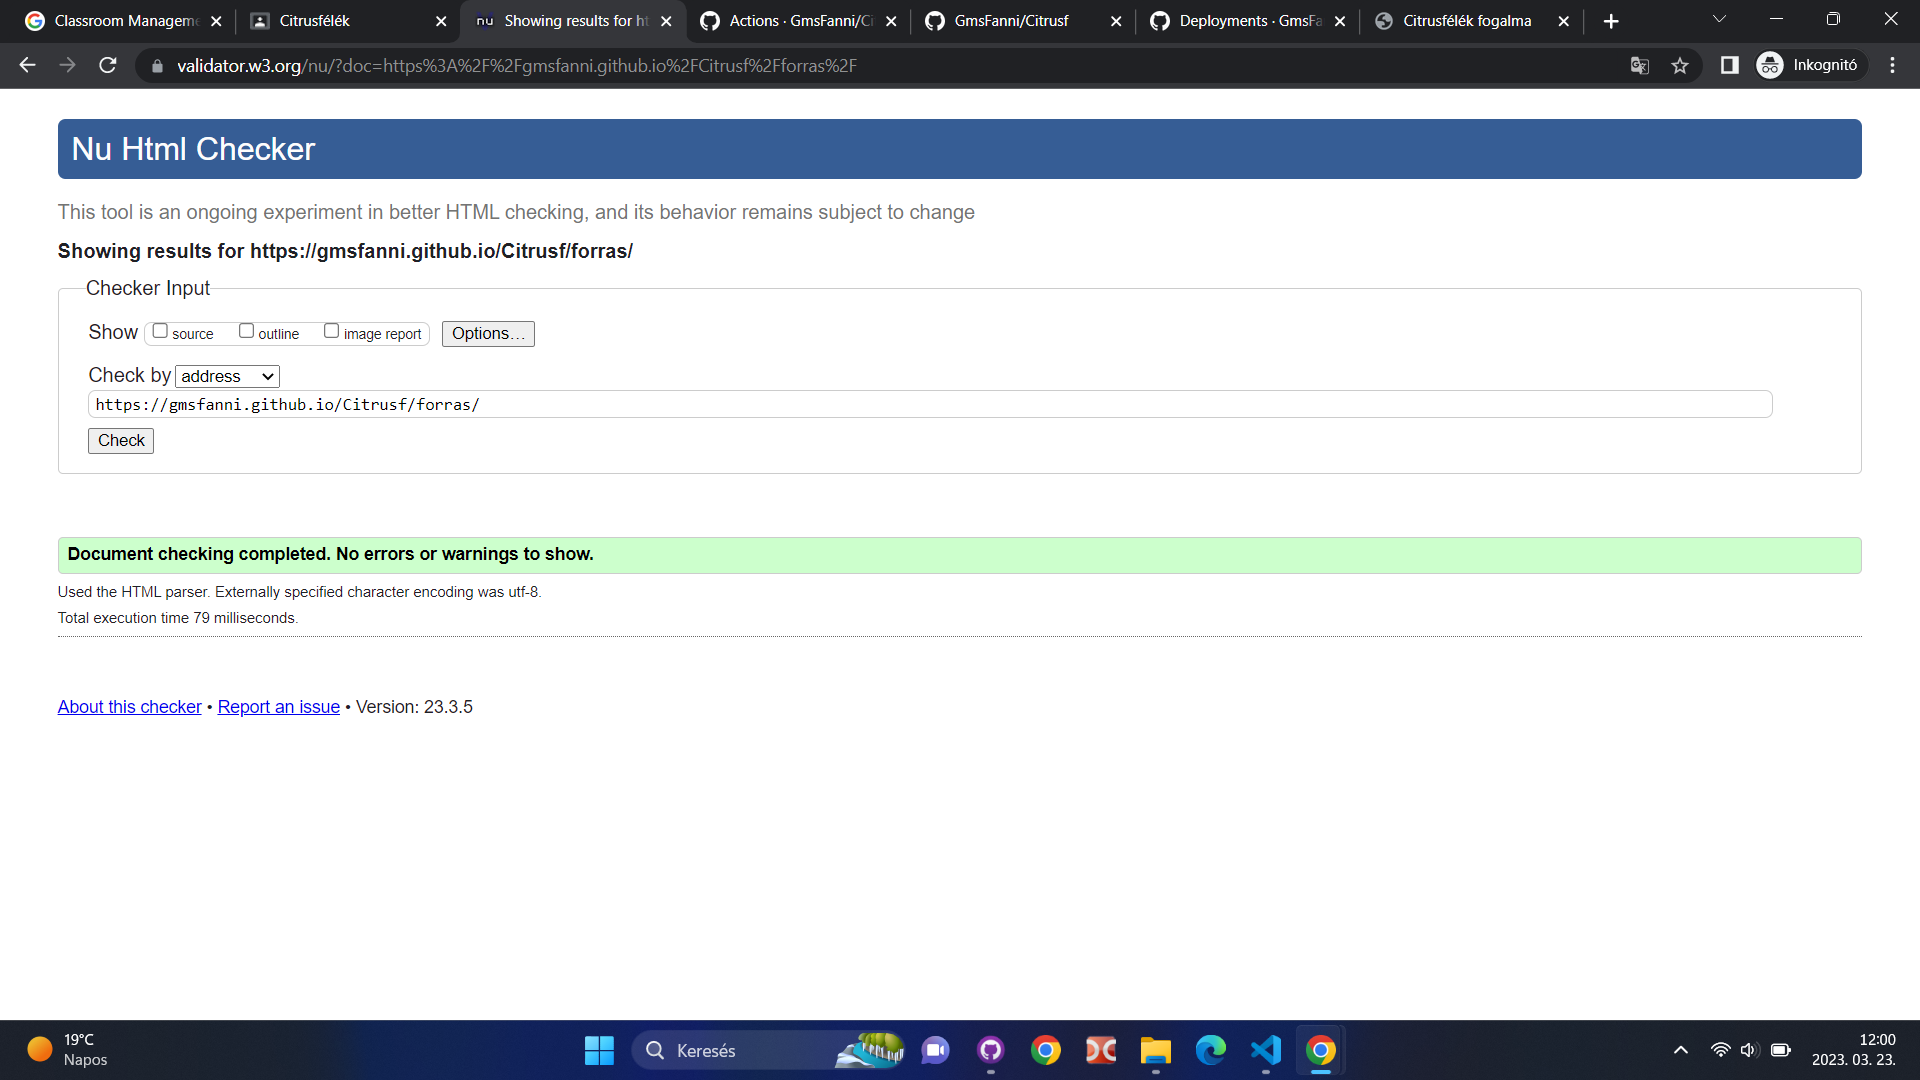 Classroom Manageme
Citrusfélék
Showing results for ht
Actions · GmsFanni/Ci
GmsFanni/Citrusf
Deployments · GmsFa
Citrusfélék fogalma
validator.w3.org/nu/?doc=https%3A%2F%2Fgmsfanni.github.io%2FCitrusf%2Fforras%2F
Inkognitó
Nu Html Checker
This tool is an ongoing experiment in better HTML checking, and its behavior remains subject to change
Showing results for https://gmsfanni.github.io/Citrusf/forras/
Checker Input
Show source outline image report Options...
Check by address
https://gmsfanni.github.io/Citrusf/forras/
Check
Document checking completed. No errors or warnings to show.
Used the HTML parser. Externally specified character encoding was utf-8.
Total execution time 79 milliseconds.
About this checker • Report an issue • Version: 23.3.5
19°C
Napos
Keresés
12:00
2023. 03. 23.